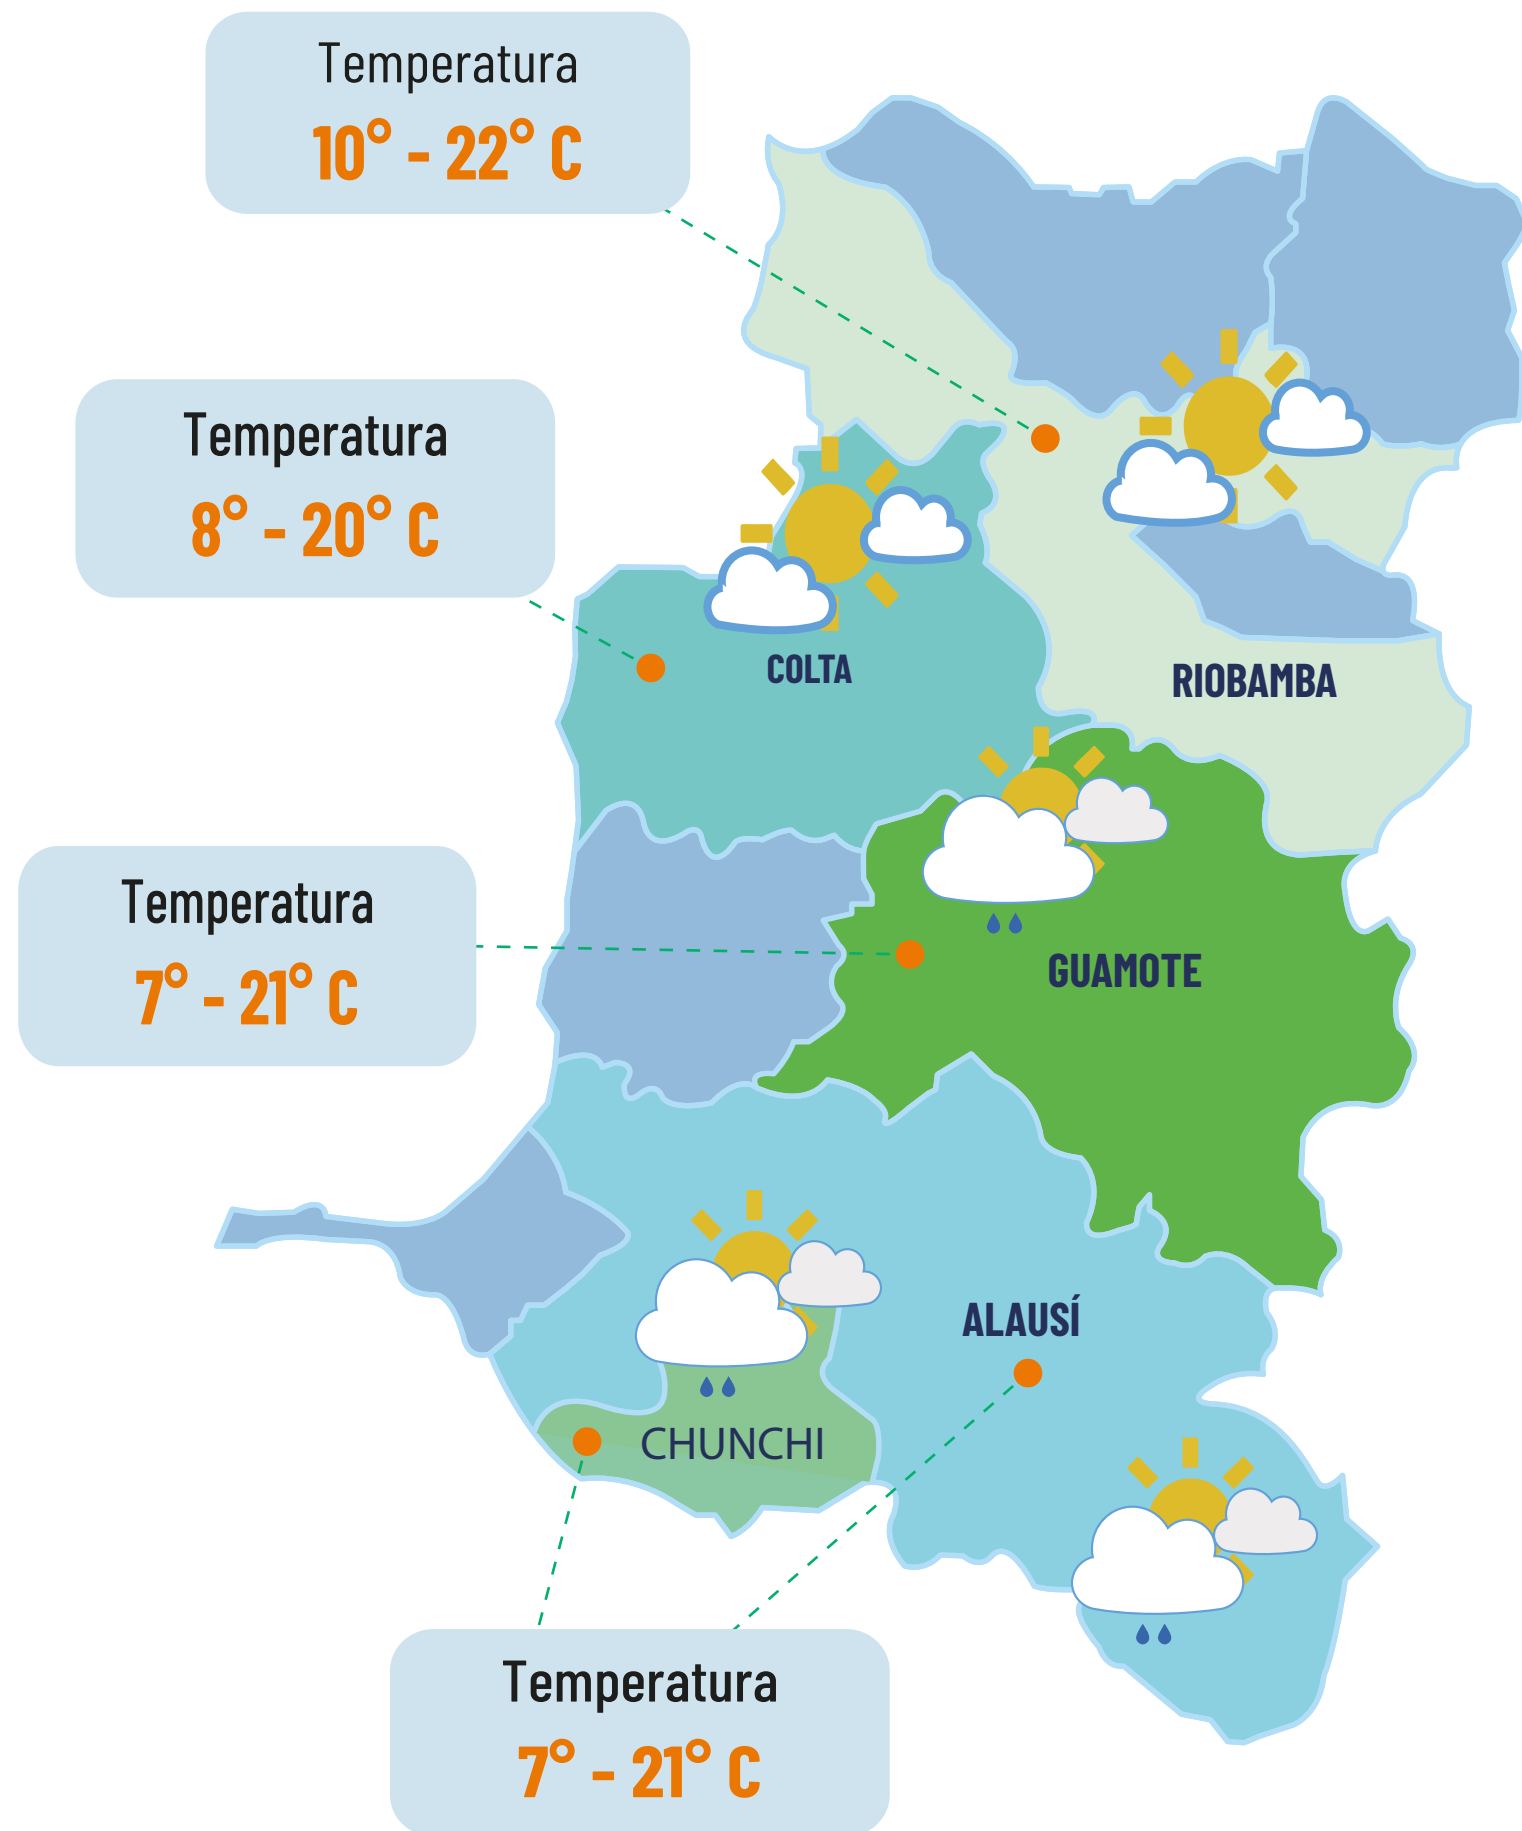 Temperatura
10° - 22° C
Temperatura
8° - 20° C
COLTA
RIOBAMBA
Temperatura
7° - 21° C
GUAMOTE
ALAUSÍ
CHUNCHI
Temperatura
7° - 21° C